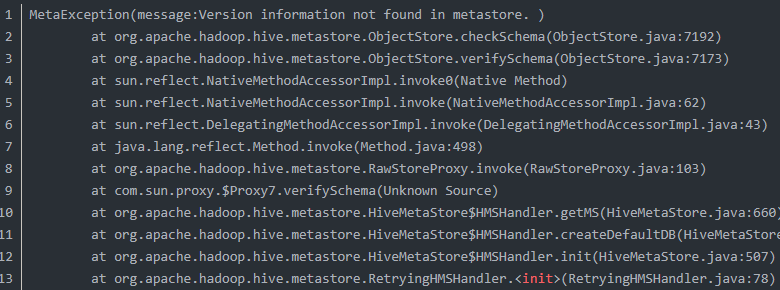 1 MetaException(message:Version information not found in metastore. )
2 at org.apache.hadoop.hive.metastore.ObjectStore.checkSchema(ObjectStore.java:7192)
3 at org.apache.hadoop.hive.metastore.ObjectStore.verifySchema(ObjectStore.java:7173)
4 at sun.reflect.NativeMethodAccessorImpl.invoke0(Native Method)
5 at sun.reflect.NativeMethodAccessorImpl.invoke(NativeMethodAccessorImpl.java:62)
6 at sun.reflect.DelegatingMethodAccessorImpl.invoke(DelegatingMethodAccessorImpl.java:43)
7 at java.lang.reflect.Method.invoke(Method.java:498)
8 at org.apache.hadoop.hive.metastore.RawStoreProxy.invoke(RawStoreProxy.java:103)
9 at com.sun.proxy.$Proxy7.verifySchema(Unknown Source)
10 at org.apache.hadoop.hive.metastore.HiveMetaStore$HMSHandler.getMS(HiveMetaStore.java:660)
11 at org.apache.hadoop.hive.metastore.HiveMetaStore$HMSHandler.createDefaultDB(HiveMetaStore
12 at org.apache.hadoop.hive.metastore.HiveMetaStore$HMSHandler.init(HiveMetaStore.java:507)
13 at org.apache.hadoop.hive.metastore.RetryingHMSHandler.<init>(RetryingHMSHandler.java:78)